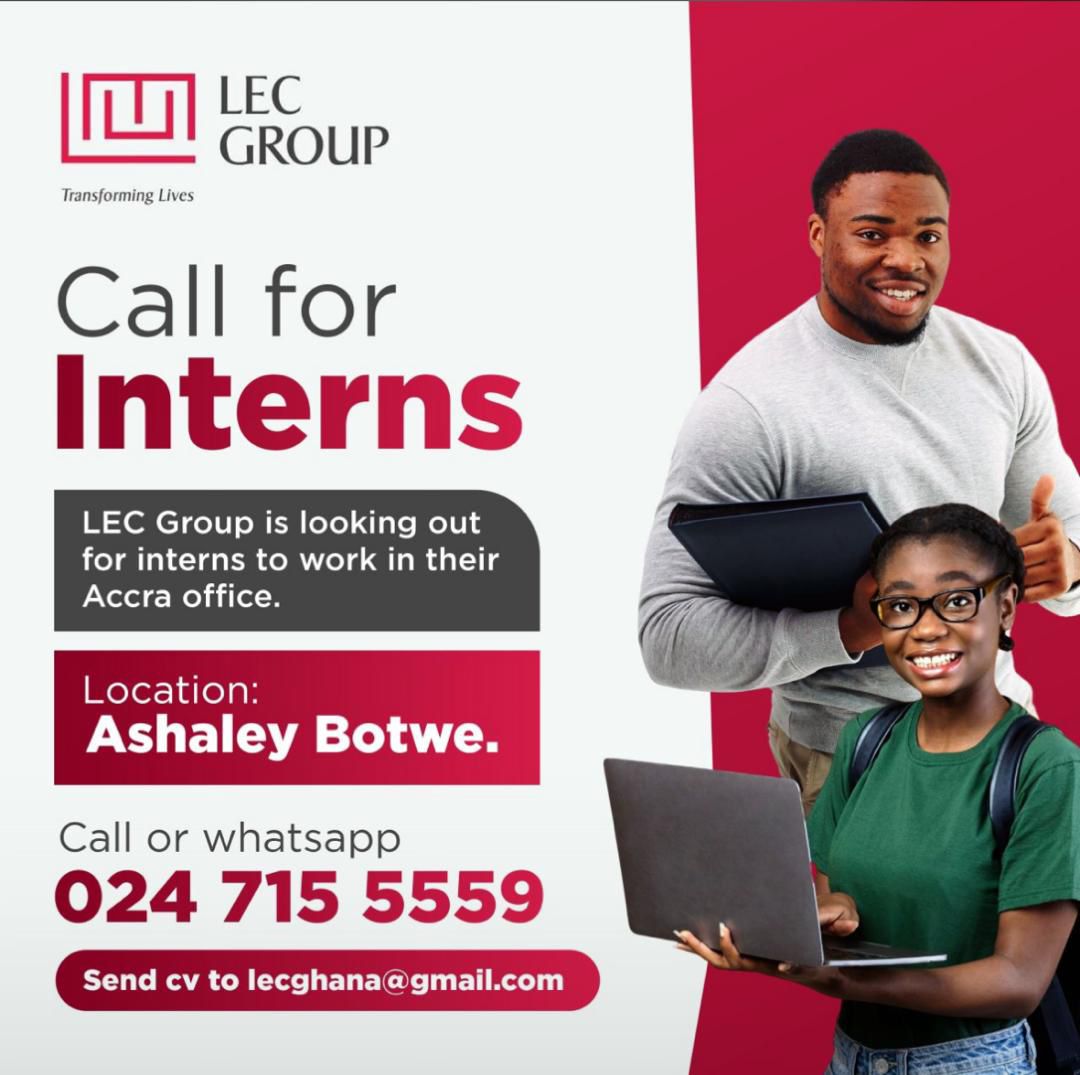 LEC
GROUP
Transforming Lives
Call for
Interns
LEC Group is looking out
for interns to work in their
Accra office.
Location:
Ashaley Botwe.
Call or whatsapp
024 715 5559
Send cv to lecghana@gmail.com